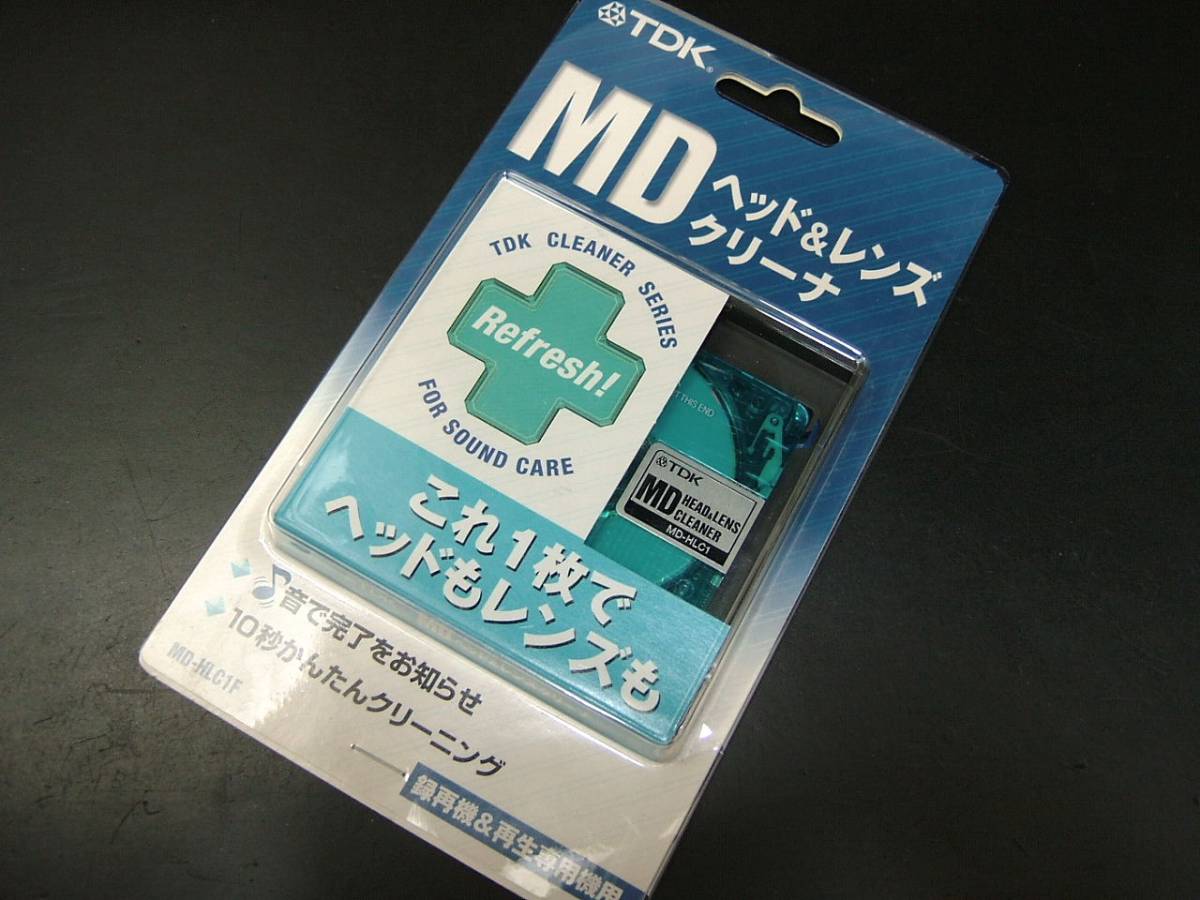 TDK
MD
ヘッド&レンズ
クリーナ
TDK CLEANER SERIES
Refresh!
FOR SOUND CARE
T THIS END
TDK
MD HEAD&LENS
CLEANER
MD-HLC1
これ1枚で
ヘッドもレンズも
音で完了をお知らせ
10秒かんたんクリーニング
MD-HLC1F
録再機&再生専用機用